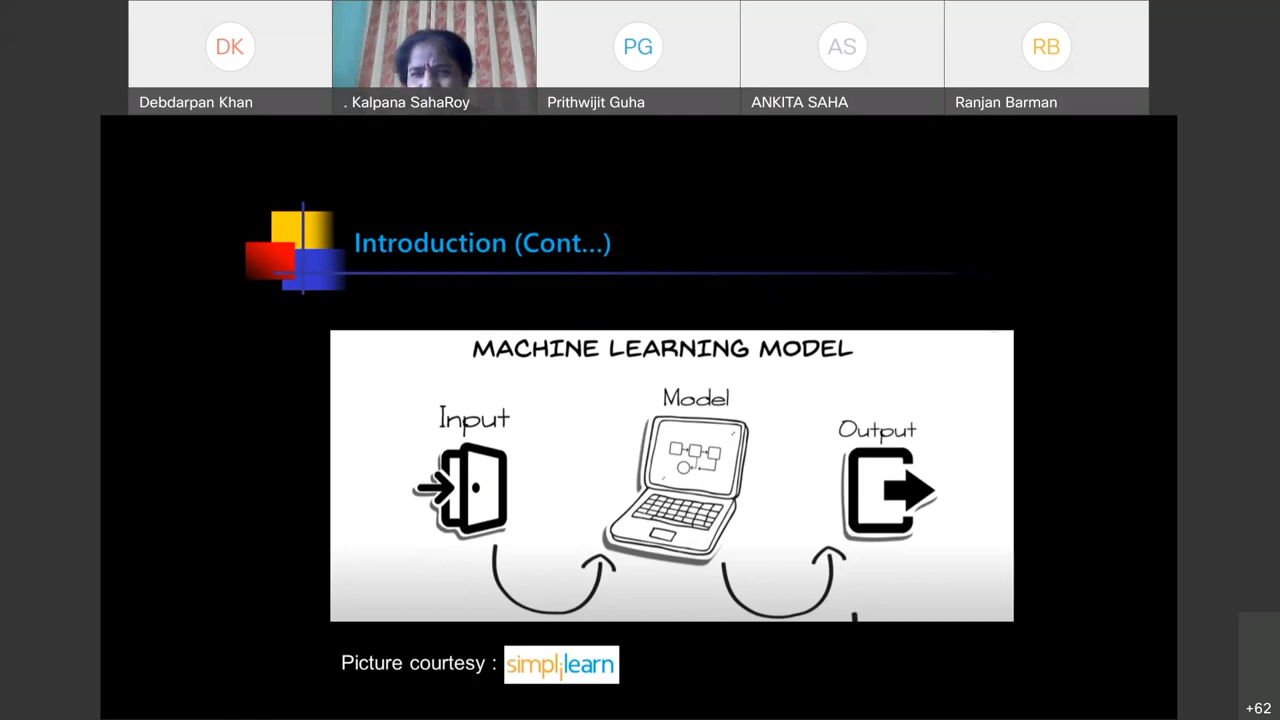 DK
PG
AS
RB
Debdarpan Khan
. Kalpana SahaRoy
Prithwijit Guha
ANKITA SAHA
Ranjan Barman
Introduction (Cont...)
MACHINE LEARNING MODEL
Input
Model
Output
Picture courtesy : simplilearn
+62